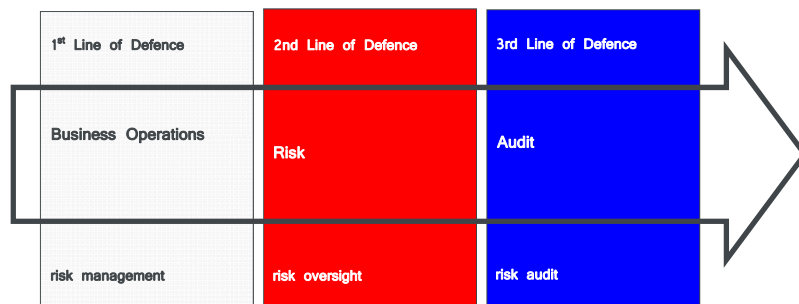 1st Line of Defence
2nd Line of Defence
3rd Line of Defence
Business Operations
Risk
Audit
risk management
risk oversight
risk audit